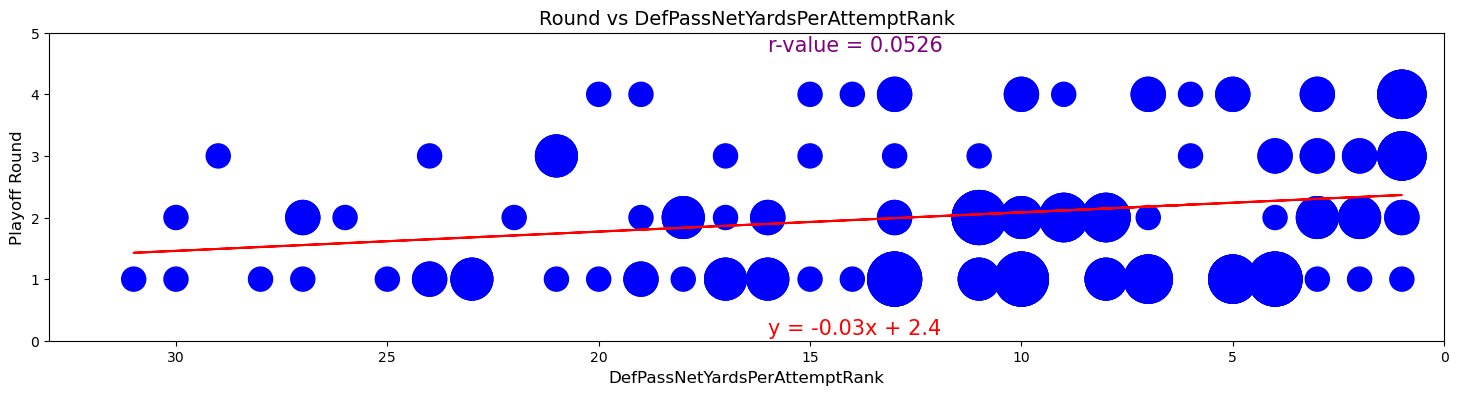 Round vs DefPassNetYardsPerAttemptRank
r-value = 0.0526
5
4
3
2
1
0
Playoff Round
y = -0.03x + 2.4
30 25 20 15 10 5 0
DefPassNetYardsPerAttemptRank